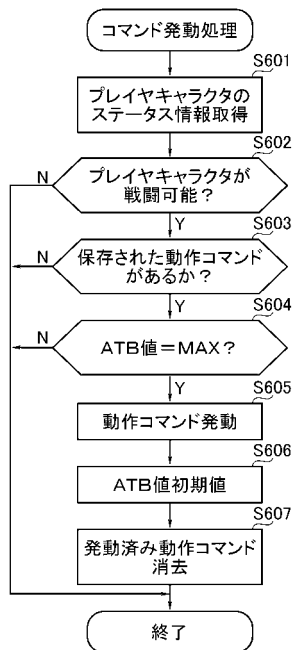 コマンド発動処理
S601
プレイヤキャラクタの
ステータス情報取得
S602
プレイヤキャラクタが
戦闘可能?
N
Y
S603
保存された動作コマンド
があるか?
N
Y
S604
ATB値=MAX?
N
Y
S605
動作コマンド発動
S606
ATB値初期値
S607
発動済み動作コマンド
消去
終了